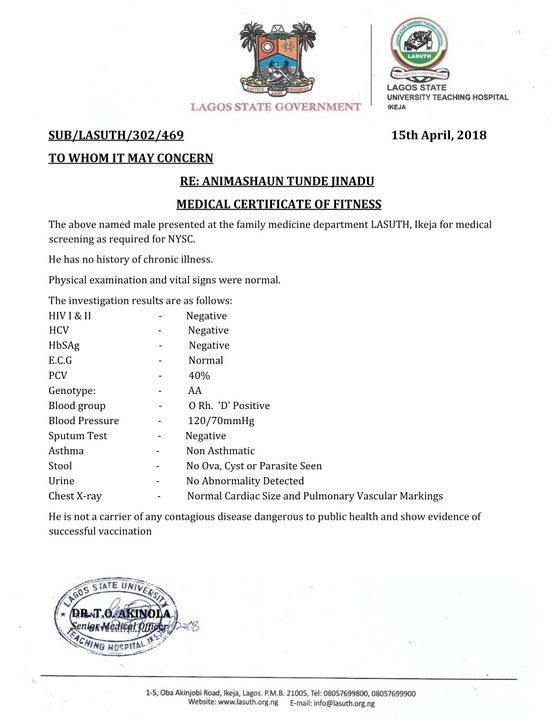 LASUTH
LAGOS STATE GOVERNMENT
LAGOS STATE
UNIVERSITY TEACHING HOSPITAL
IKEJA
SUB/LASUTH/302/469 15th April, 2018
TO WHOM IT MAY CONCERN
RE: ANIMASHAUN TUNDE JINADU
MEDICAL CERTIFICATE OF FITNESS
The above named male presented at the family medicine department LASUTH, Ikeja for medical
screening as required for NYSC.
He has no history of chronic illness.
Physical examination and vital signs were normal.
The investigation results are as follows:
HIV I & II - Negative
HCV - Negative
HbSAg - Negative
E.C.G - Normal
PCV - 40%
Genotype: - AA
Blood group - O Rh. 'D' Positive
Blood Pressure - 120/70mmHg
Sputum Test - Negative
Asthma - Non Asthmatic
Stool - No Ova, Cyst or Parasite Seen
Urine - No Abnormality Detected
Chest X-ray - Normal Cardiac Size and Pulmonary Vascular Markings
He is not a carrier of any contagious disease dangerous to public health and show evidence of
successful vaccination
LAGOS STATE UNIVERSITY
DR. T.O. AKINOLA
Senior Medical Officer
TEACHING HOSPITAL IKEJA
1-5, Oba Akinjobi Road, Ikeja, Lagos. P.M.B. 21005, Tel: 08057699800, 08057699900
Website: www.lasuth.org.ng E-mail: info@lasuth.org.ng